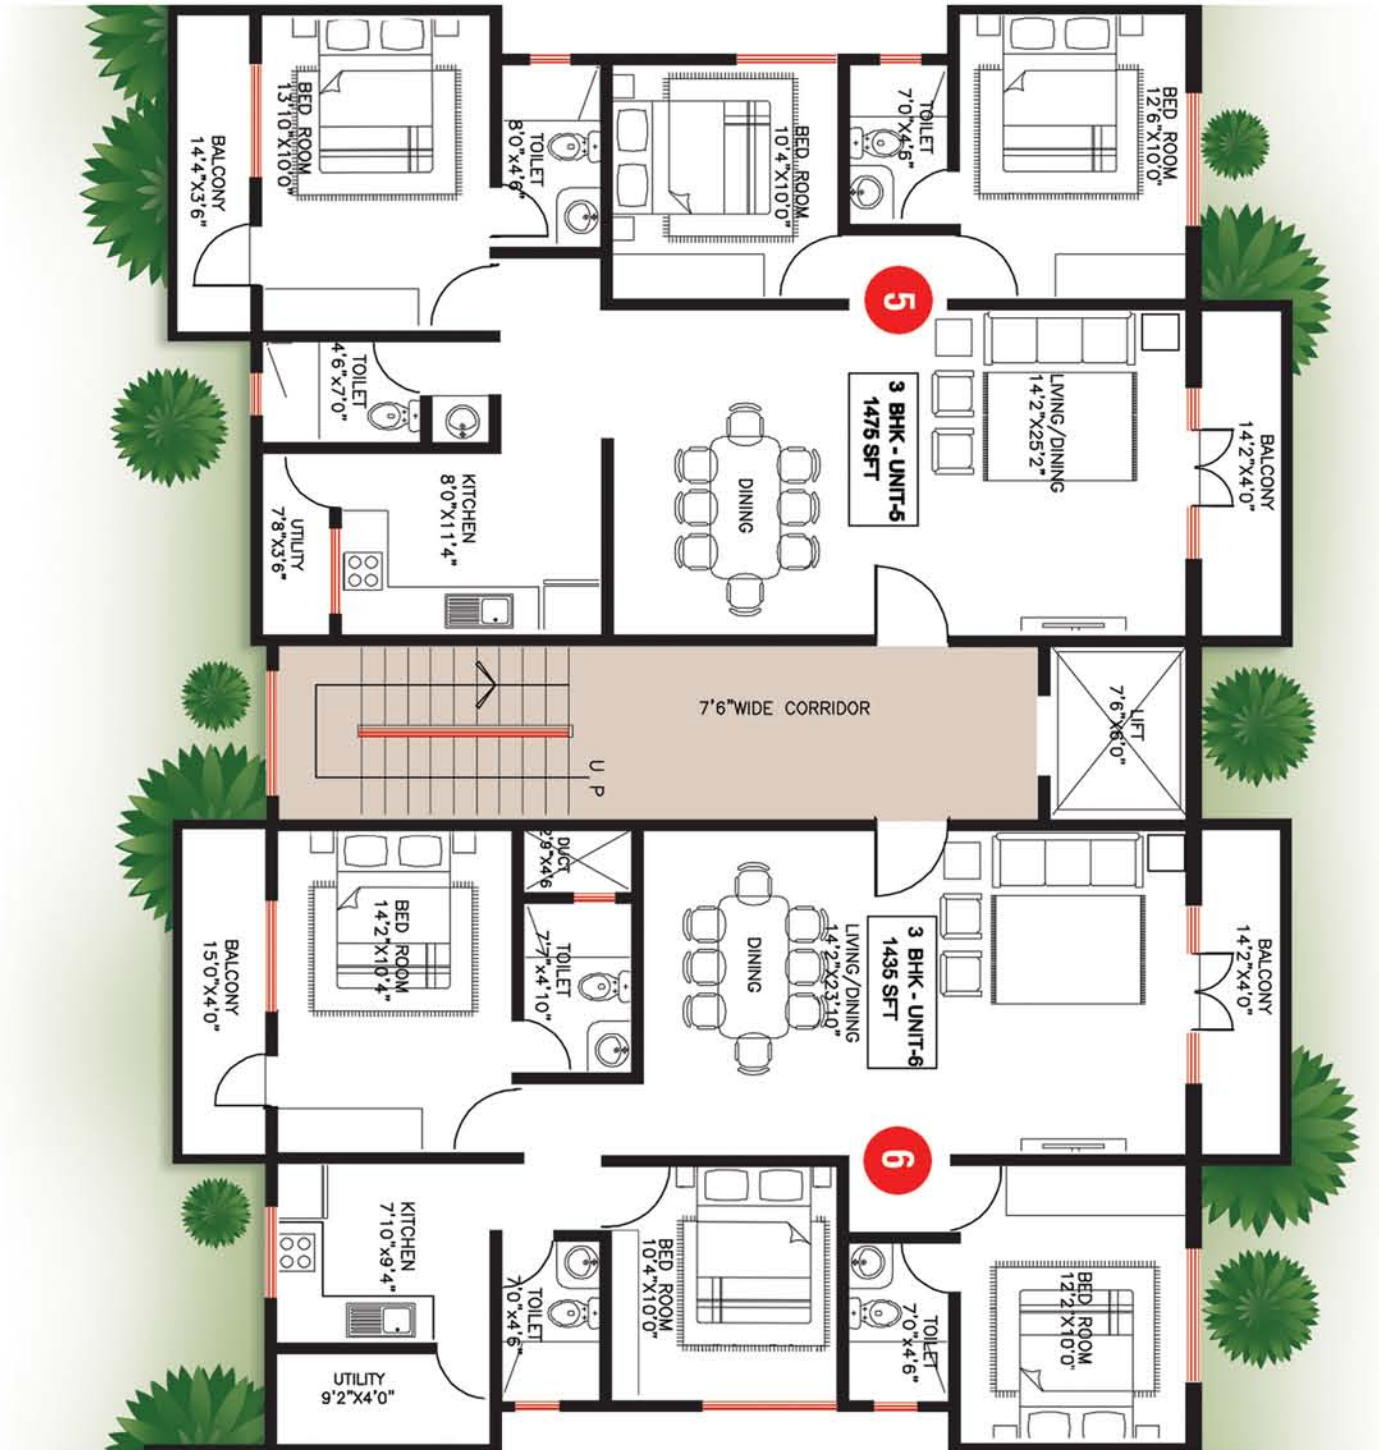 BED ROOM
13'10"X10'0"
BALCONY
14'4"X3'6"
TOILET
8'0"x4'6"
BED ROOM
10'4"X10'0"
TOILET
7'0"X4'6"
BED ROOM
12'6"X10'0"
5
TOILET
4'6"x7'0"
3 BHK - UNIT-5
1475 SFT
LIVING/DINING
14'2"X25'2"
BALCONY
14'2"X4'0"
DINING
KITCHEN
8'0"X11'4"
UTILITY
7'8"X3'6"
7'6"WIDE CORRIDOR
LIFT
7'6"X6'0"
UP
DUCT
2'9"X4'6
BED ROOM
14'2"X10'4"
BALCONY
15'0"X4'0"
TOILET
7'7"x4'10"
DINING
LIVING/DINING
14'2"X23'10"
3 BHK - UNIT-6
1435 SFT
BALCONY
14'2"X4'0"
6
KITCHEN
7'10"x9'4"
TOILET
7'0"x4'6"
BED ROOM
10'4"X10'0"
TOILET
7'0"X4'6"
BED ROOM
12'2"X10'0"
UTILITY
9'2"X4'0"